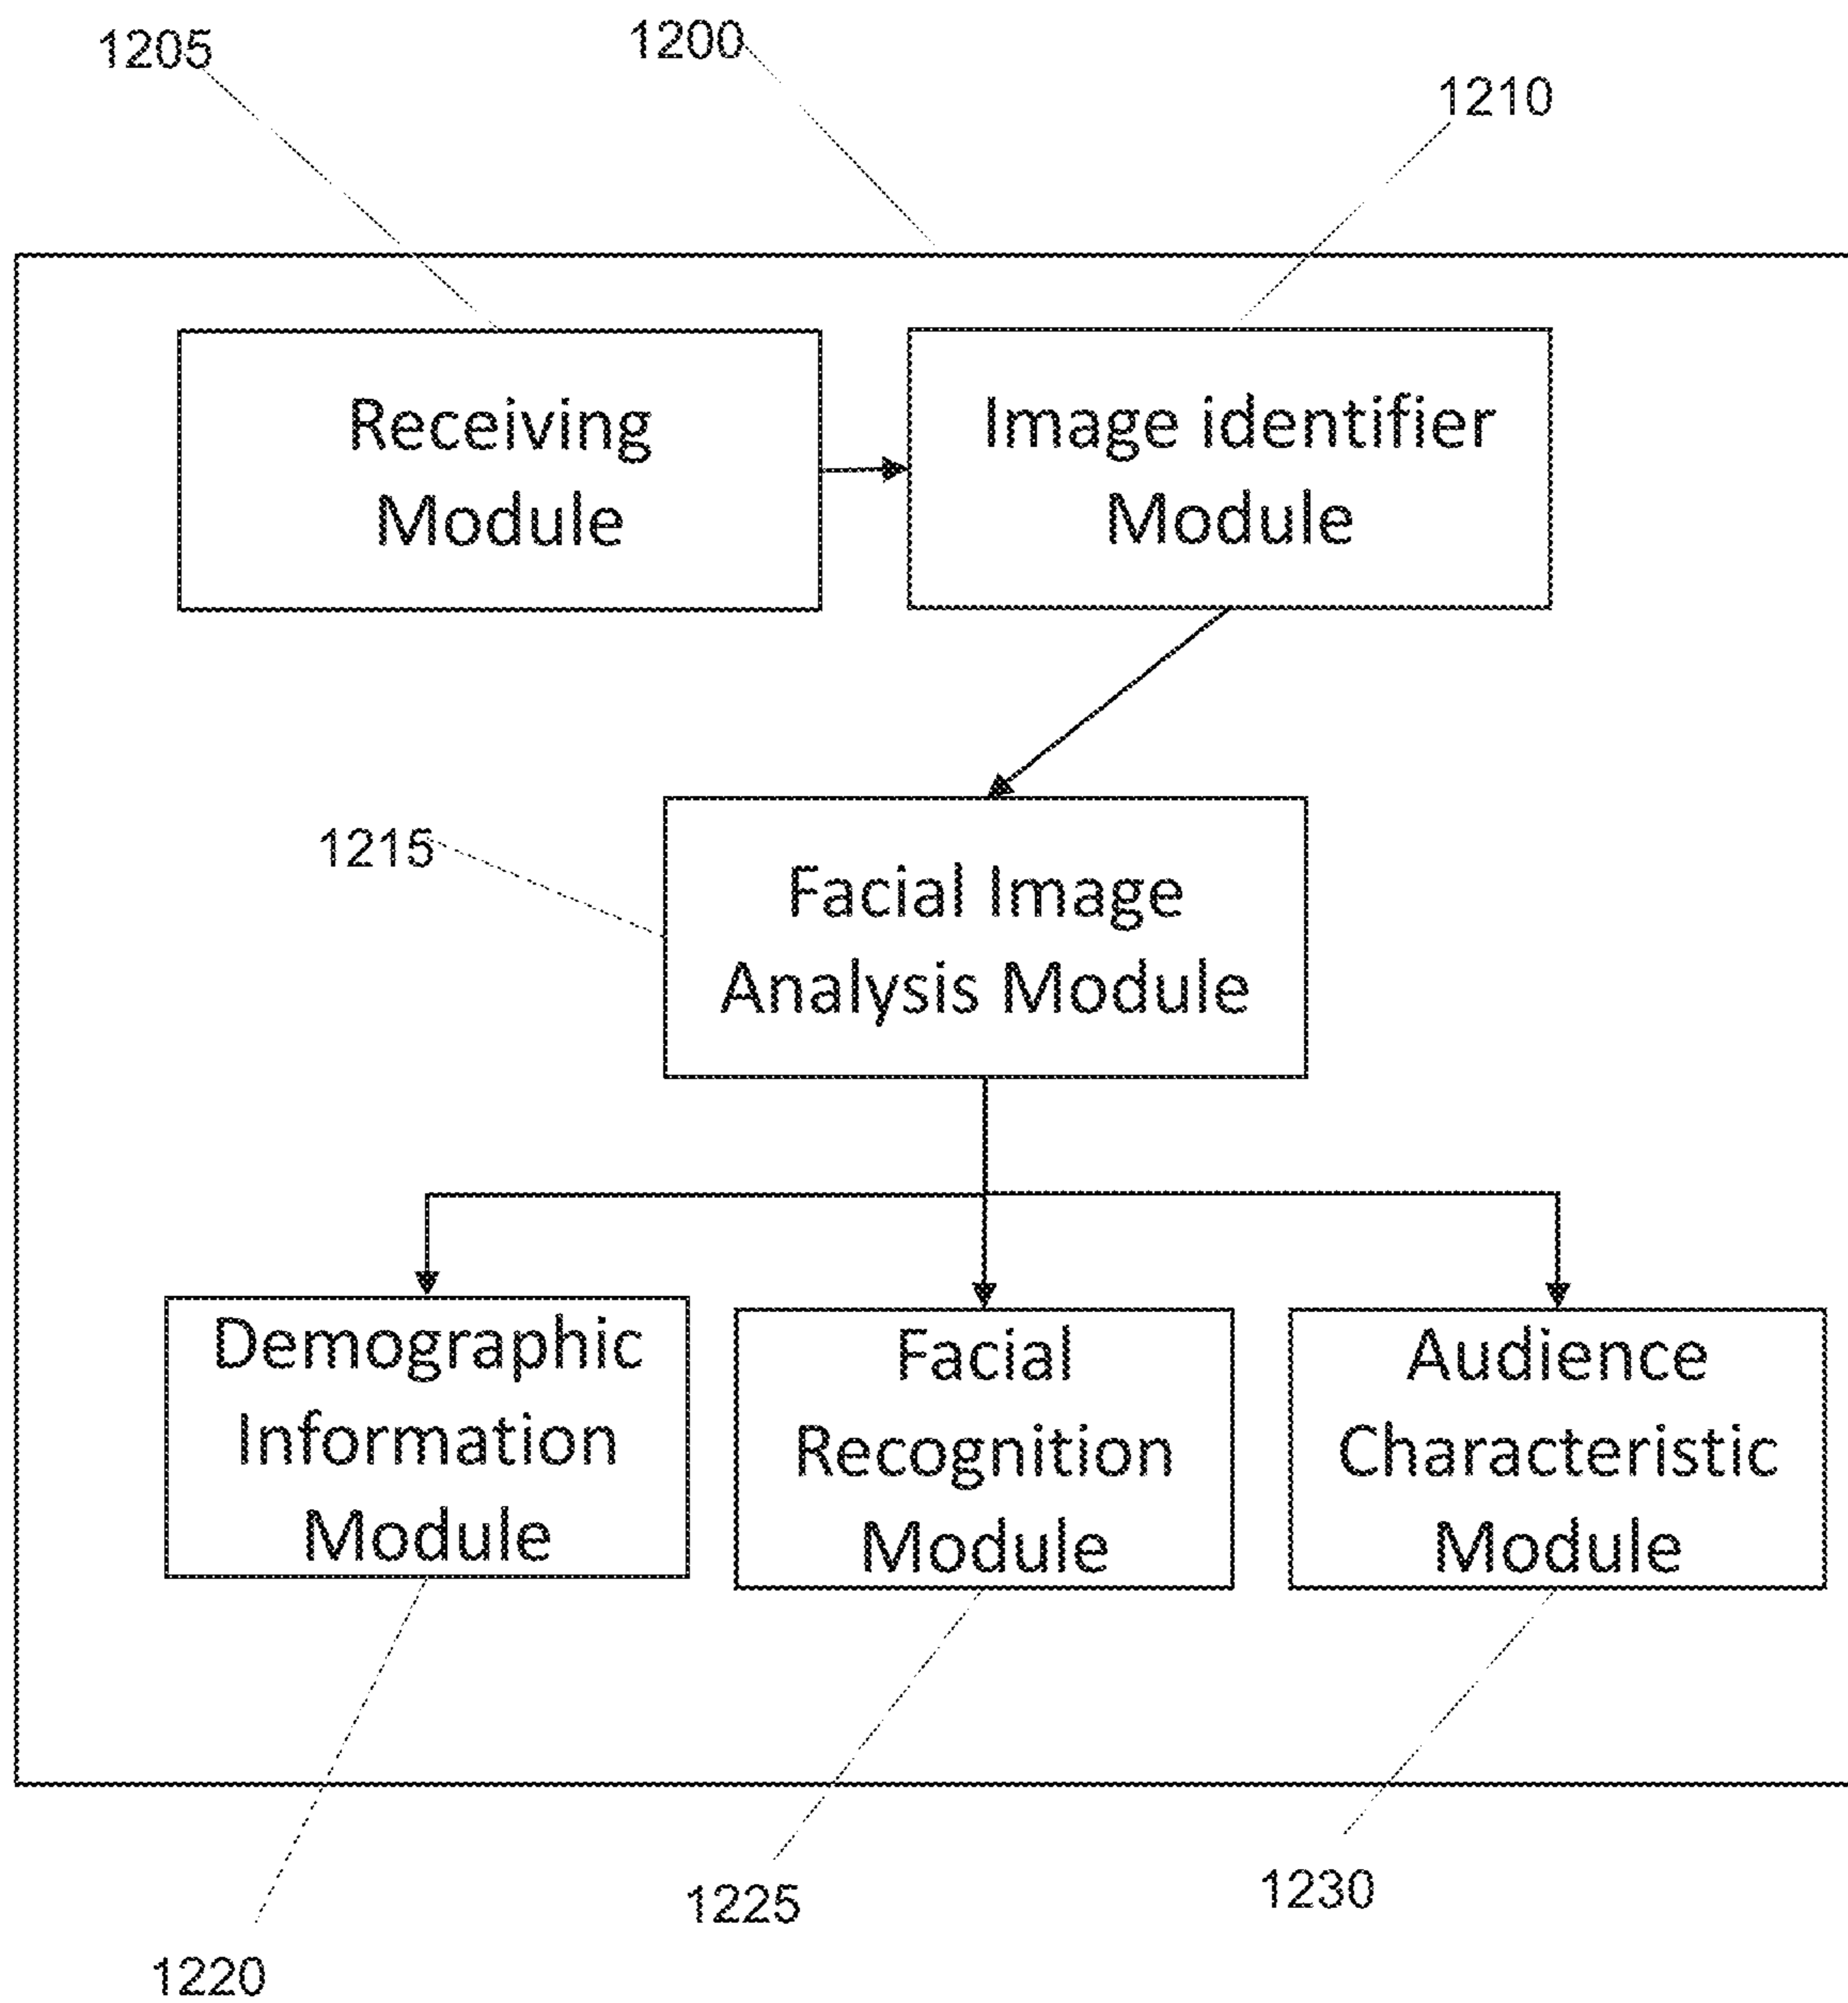 1205
1200
1210
Receiving
Module
Image identifier
Module
1215
Facial Image
Analysis Module
Demographic
Information
Module
Facial
Recognition
Module
Audience
Characteristic
Module
1220
1225
1230